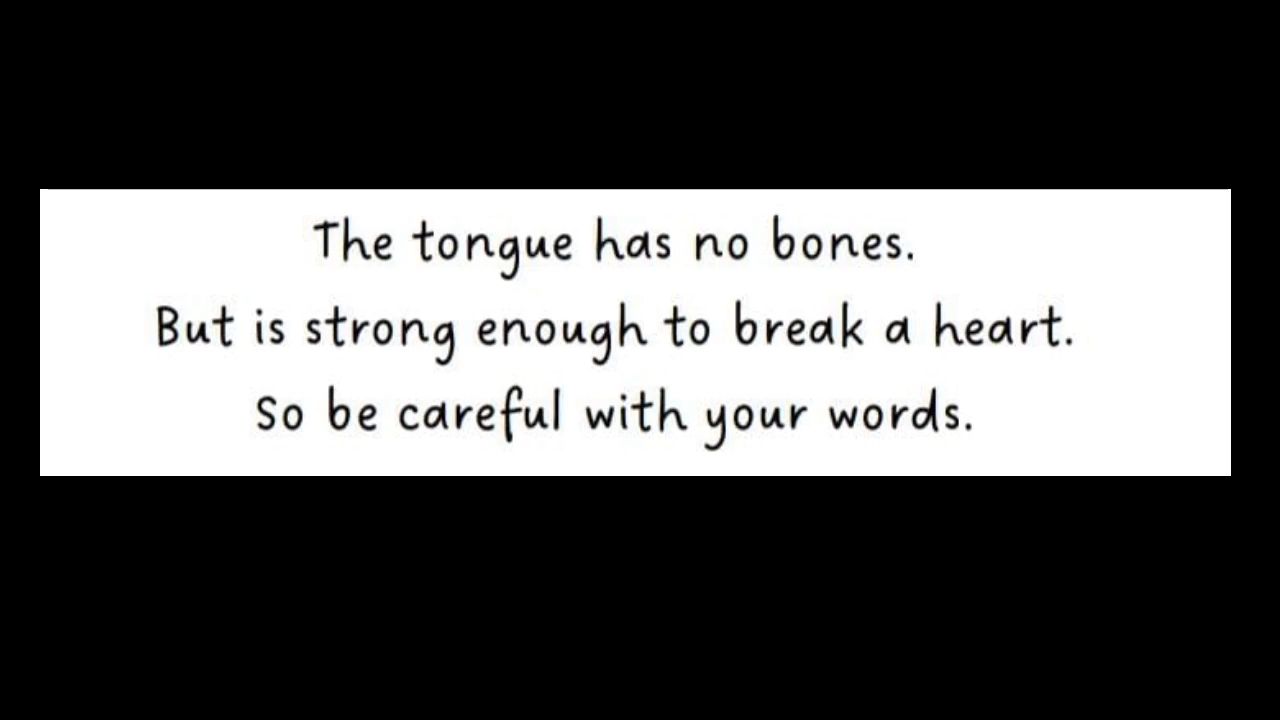 The tongue has no bones.
But is strong enough to break a heart.
So be careful with your words.